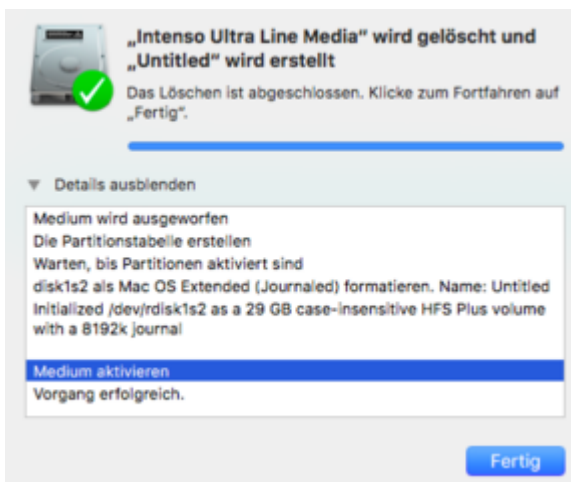 „Intenso Ultra Line Media“ wird gelöscht und
„Untitled“ wird erstellt
Das Löschen ist abgeschlossen. Klicke zum Fortfahren auf
„Fertig“.
Details ausblenden
Medium wird ausgeworfen
Die Partitionstabelle erstellen
Warten, bis Partitionen aktiviert sind
disk1s2 als Mac OS Extended (Journaled) formatieren. Name: Untitled
Initialized /dev/rdisk1s2 as a 29 GB case-insensitive HFS Plus volume
with a 8192k journal
Medium aktivieren
Vorgang erfolgreich.
Fertig